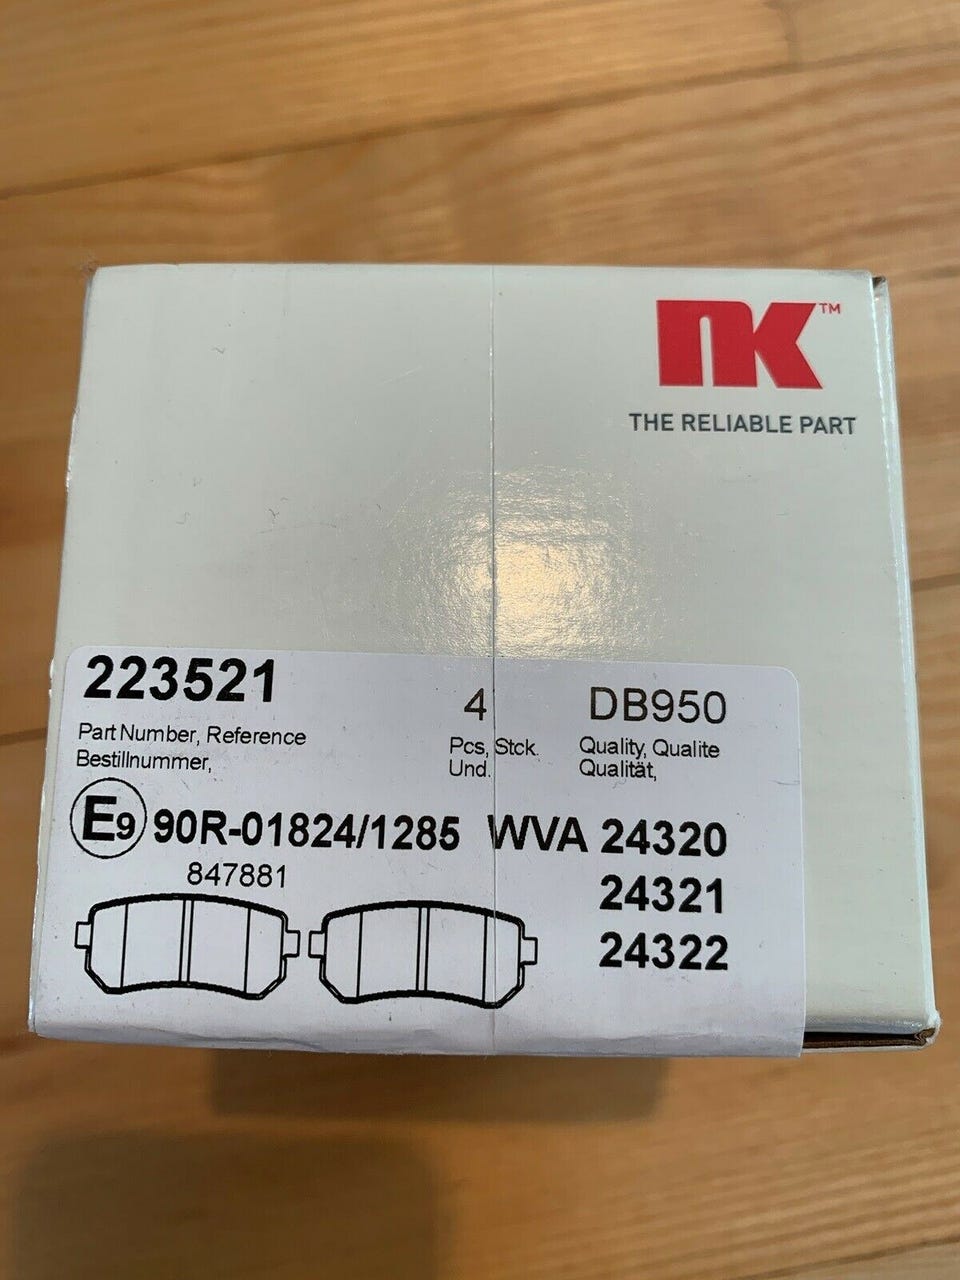 NK™
THE RELIABLE PART
223521 4 DB950
Part Number, Reference Pcs, Stck. Quality, Qualite
Bestillnummer, Und. Qualität,
E9 90R-01824/1285 WVA 24320
847881 24321
24322